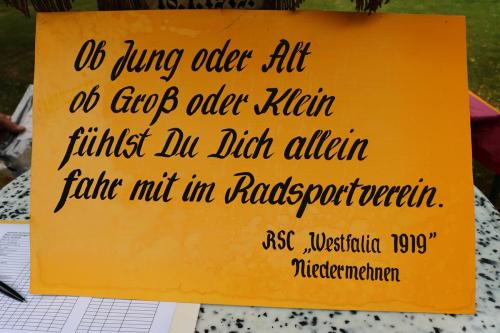 Ob Jung oder Alt
ob Groß oder Klein
fühlst Du Dich allein
fahr mit im Radsportverein.
RSC „Westfalia 1919”
Niedermehnen